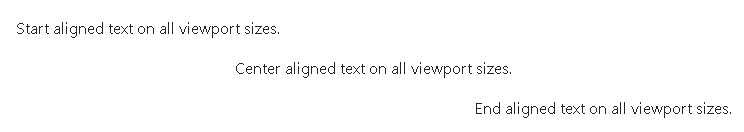 Start aligned text on all viewport sizes.
Center aligned text on all viewport sizes.
End aligned text on all viewport sizes.